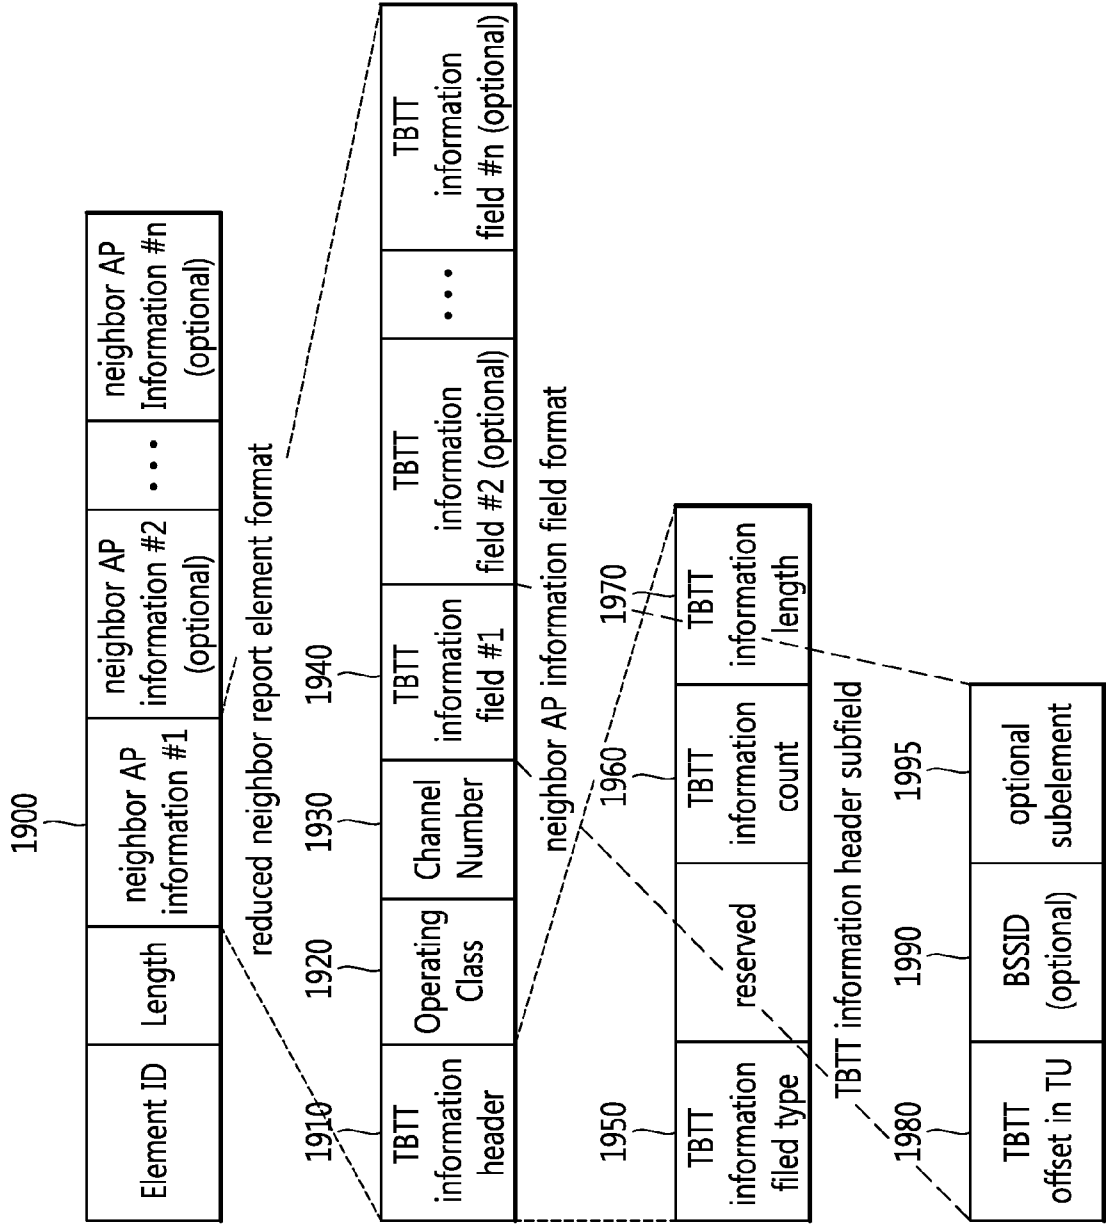 1900
Element ID
Length
neighbor AP
information #1
neighbor AP
information #2
(optional)
• • •
neighbor AP
Information #n
(optional)
reduced neighbor report element format
1910
1920
1930
1940
TBTT
information
header
Operating
Class
Channel
Number
TBTT
information
field #1
TBTT
information
field #2 (optional)
• • •
TBTT
information
field #n (optional)
neighbor AP information field format
1950
1960
1970
TBTT
information
filed type
reserved
TBTT
information
count
TBTT
information
length
TBTT information header subfield
1980
1990
1995
TBTT
offset in TU
BSSID
(optional)
optional
subelement